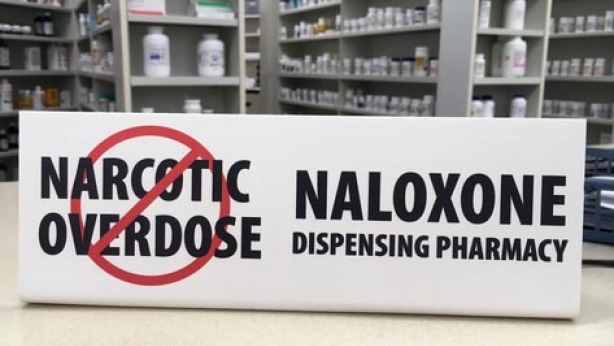 NARCOTIC
OVERDOSE
NALOXONE
DISPENSING PHARMACY